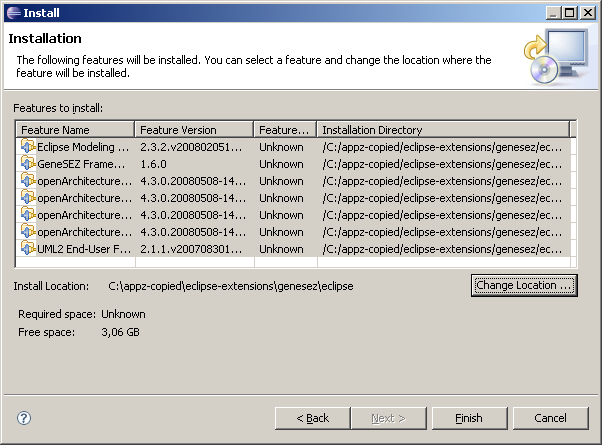 Install
Installation
The following features will be installed. You can select a feature and change the location where the
feature will be installed.
Features to install:
Feature Name Feature Version Feature... Installation Directory
Eclipse Modeling ... 2.3.2.v200802051... Unknown /C:/appz-copied/eclipse-extensions/genesez/ec...
GeneSEZ Frame... 1.6.0 Unknown /C:/appz-copied/eclipse-extensions/genesez/ec...
openArchitecture... 4.3.0.20080508-14... Unknown /C:/appz-copied/eclipse-extensions/genesez/ec...
openArchitecture... 4.3.0.20080508-14... Unknown /C:/appz-copied/eclipse-extensions/genesez/ec...
openArchitecture... 4.3.0.20080508-14... Unknown /C:/appz-copied/eclipse-extensions/genesez/ec...
openArchitecture... 4.3.0.20080508-14... Unknown /C:/appz-copied/eclipse-extensions/genesez/ec...
UML2 End-User F... 2.1.1.v200708301... Unknown /C:/appz-copied/eclipse-extensions/genesez/ec...
Install Location: C:\appz-copied\eclipse-extensions\genesez\eclipse Change Location ...
Required space: Unknown
Free space: 3,06 GB
? < Back Next > Finish Cancel